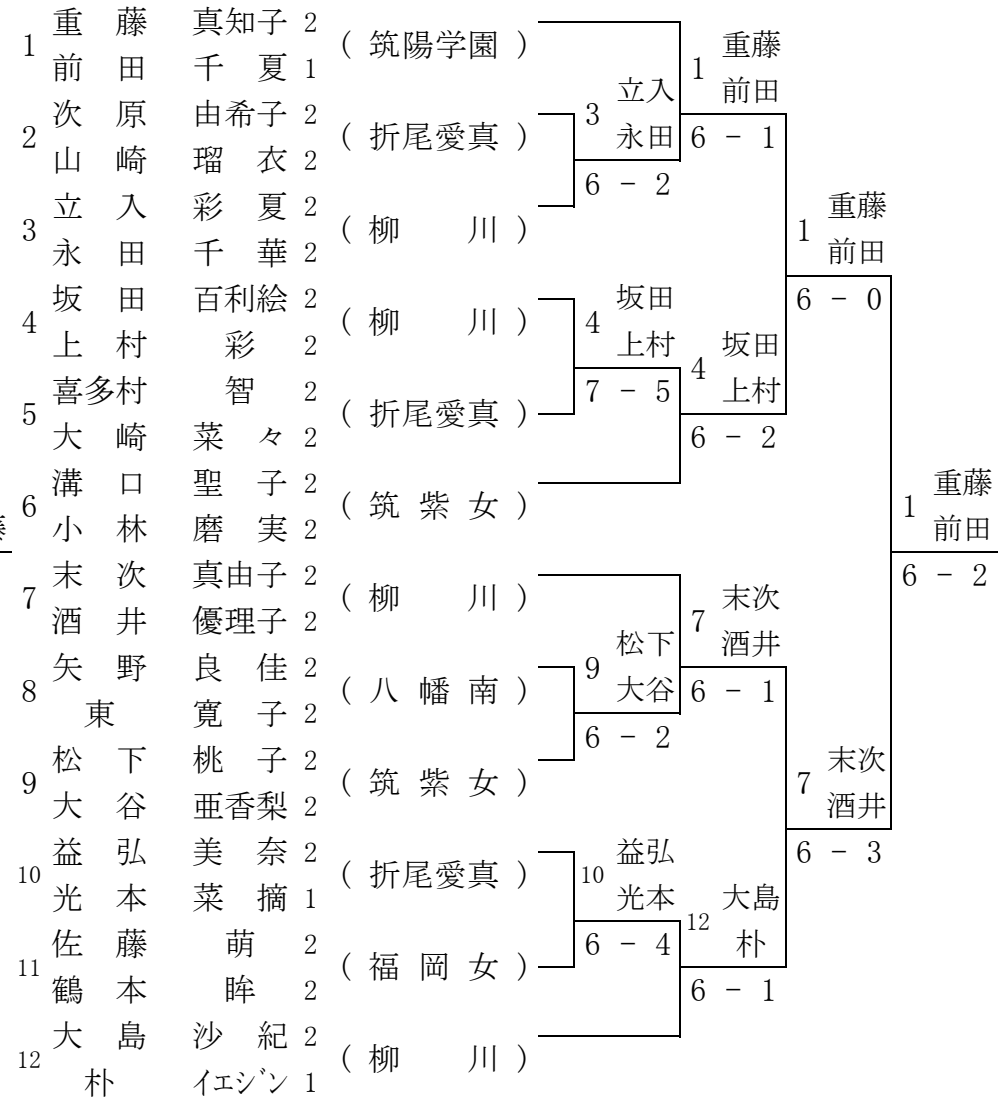 1 重藤 真知子 2 (筑陽学園)
前田 千夏 1
2 次原 由希子 2 (折尾愛真)
山崎 瑠衣 2
3 立入 彩夏 2 (柳川)
永田 千華 2
4 坂田 百利絵 2 (柳川)
上村 彩 2
5 喜多村 智 2 (折尾愛真)
大崎 菜々 2
6 溝口 聖子 2 (筑紫女)
小林 磨実 2
7 末次 真由子 2 (柳川)
酒井 優理子 2
8 矢野 良佳 2 (八幡南)
東 寛子 2
9 松下 桃子 2 (筑紫女)
大谷 亜香梨 2
10 益弘 美奈 2 (折尾愛真)
光本 菜摘 1
11 佐藤 萌 2 (福岡女)
鶴本 眸 2
12 大島 沙紀 2 (柳川)
朴 イエジン 1
3 立入
永田
6 - 2
4 坂田
上村
7 - 5
9 松下
大谷
6 - 2
10 益弘
光本
6 - 4
1 重藤
前田
6 - 1
4 坂田
上村
6 - 2
7 末次
酒井
6 - 1
12 大島
朴
6 - 1
1 重藤
前田
6 - 0
7 末次
酒井
6 - 3
1 重藤
前田
6 - 2